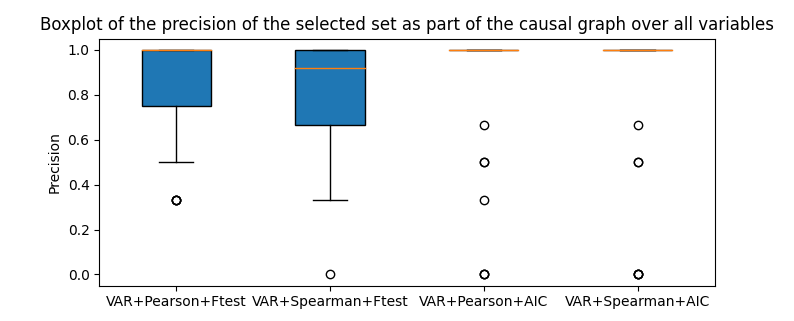 Boxplot of the precision of the selected set as part of the causal graph over all variables
Precision
1.0
0.8
0.6
0.4
0.2
0.0
VAR+Pearson+Ftest VAR+Spearman+Ftest VAR+Pearson+AIC VAR+Spearman+AIC